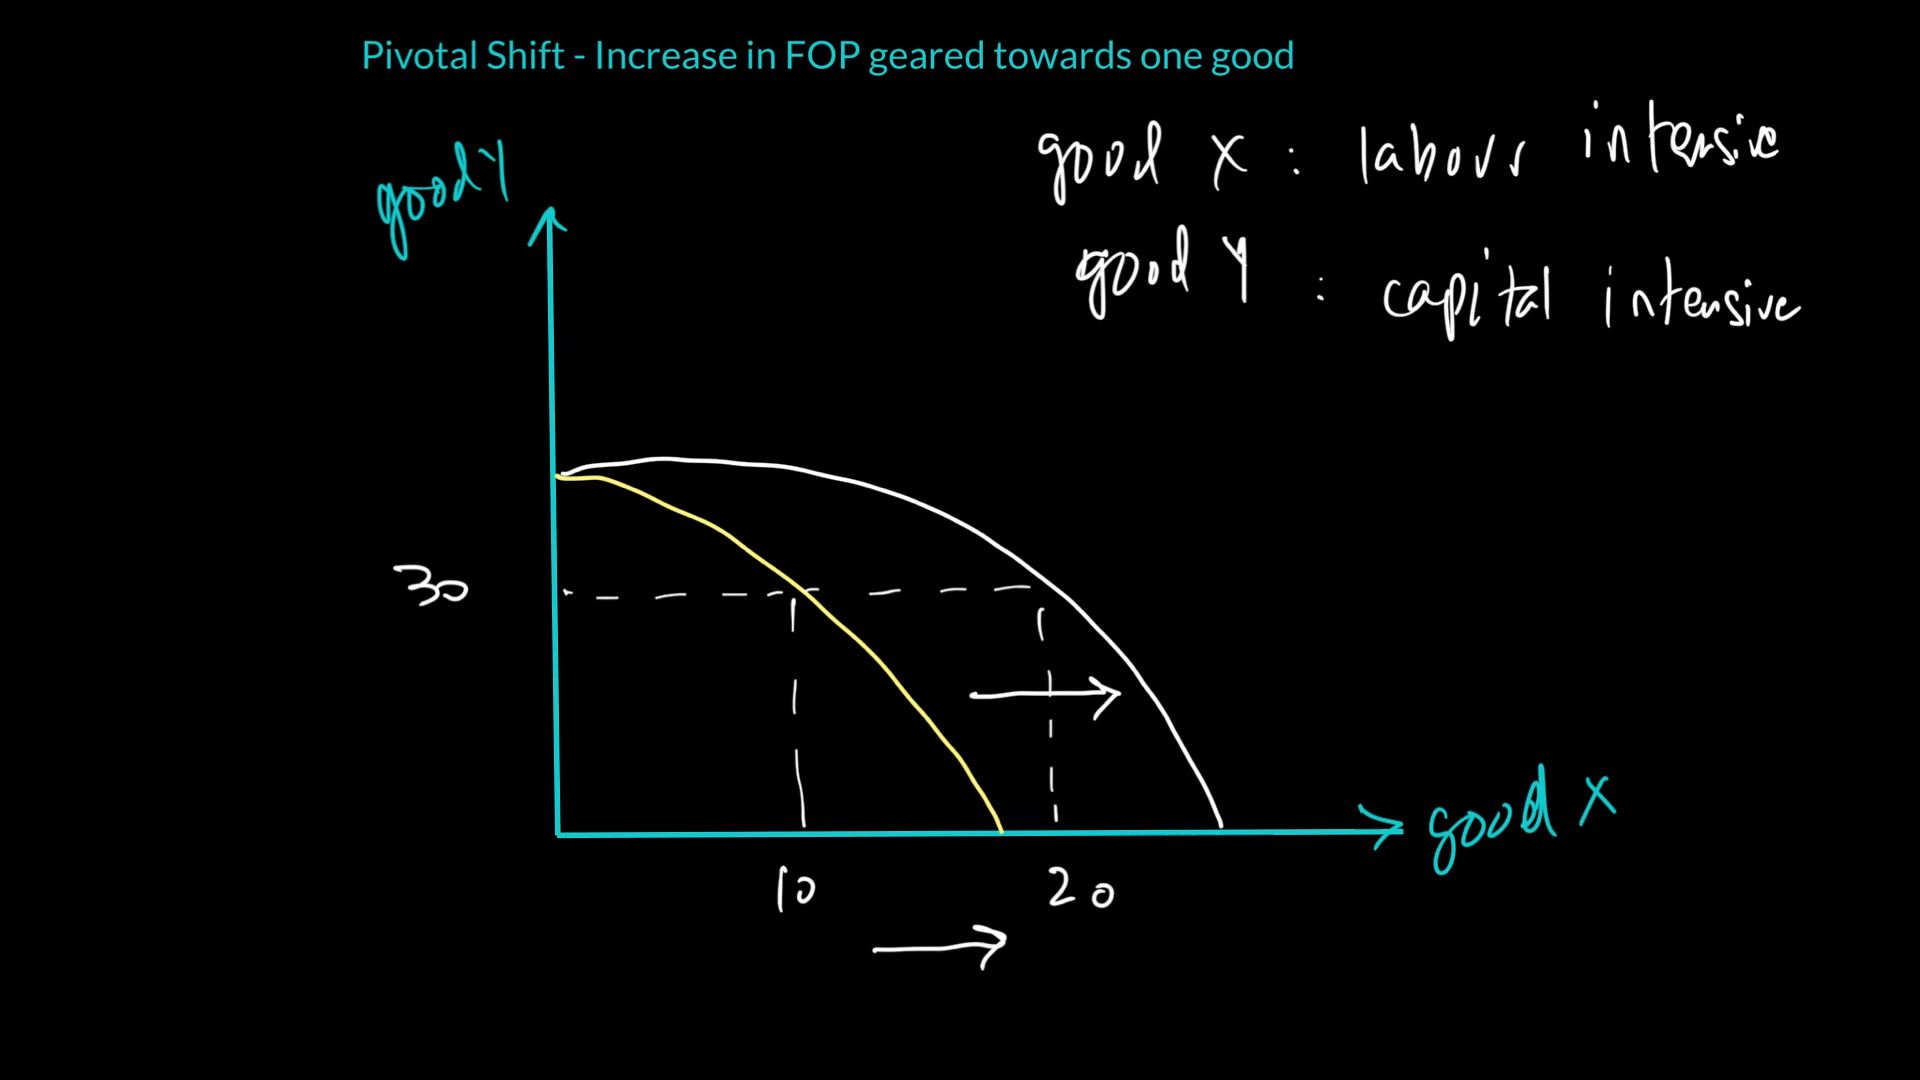 Pivotal Shift - Increase in FOP geared towards one good
good X : labour intensive
good Y
good Y : capital intensive
30
good X
10 20